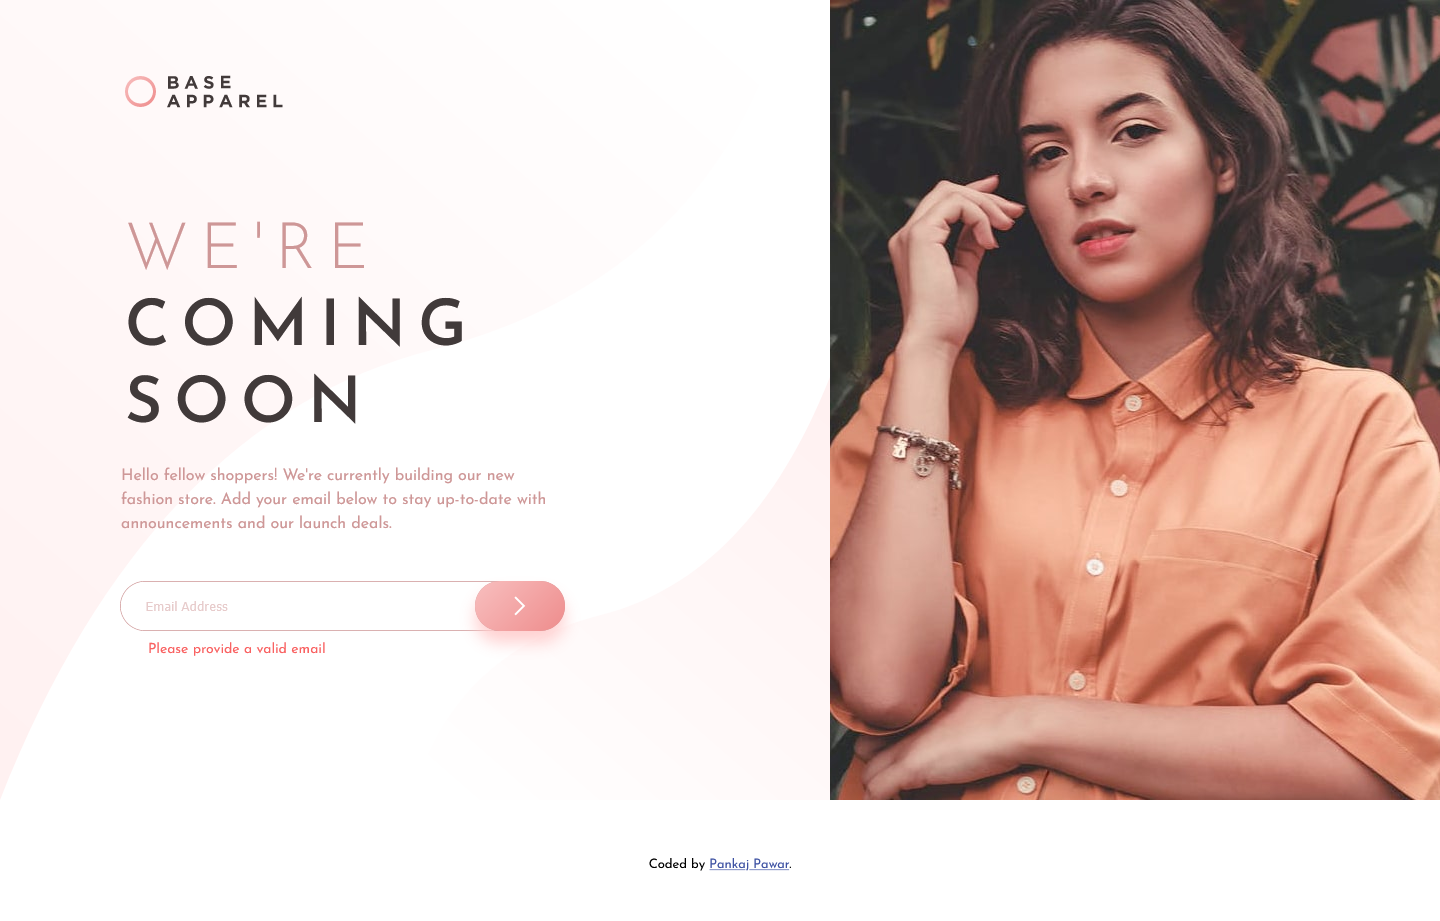 BASE
APPAREL
WE'RE
COMING
SOON
Hello fellow shoppers! We're currently building our new
fashion store. Add your email below to stay up-to-date with
announcements and our launch deals.
Email Address
Please provide a valid email
Coded by Pankaj Pawar.